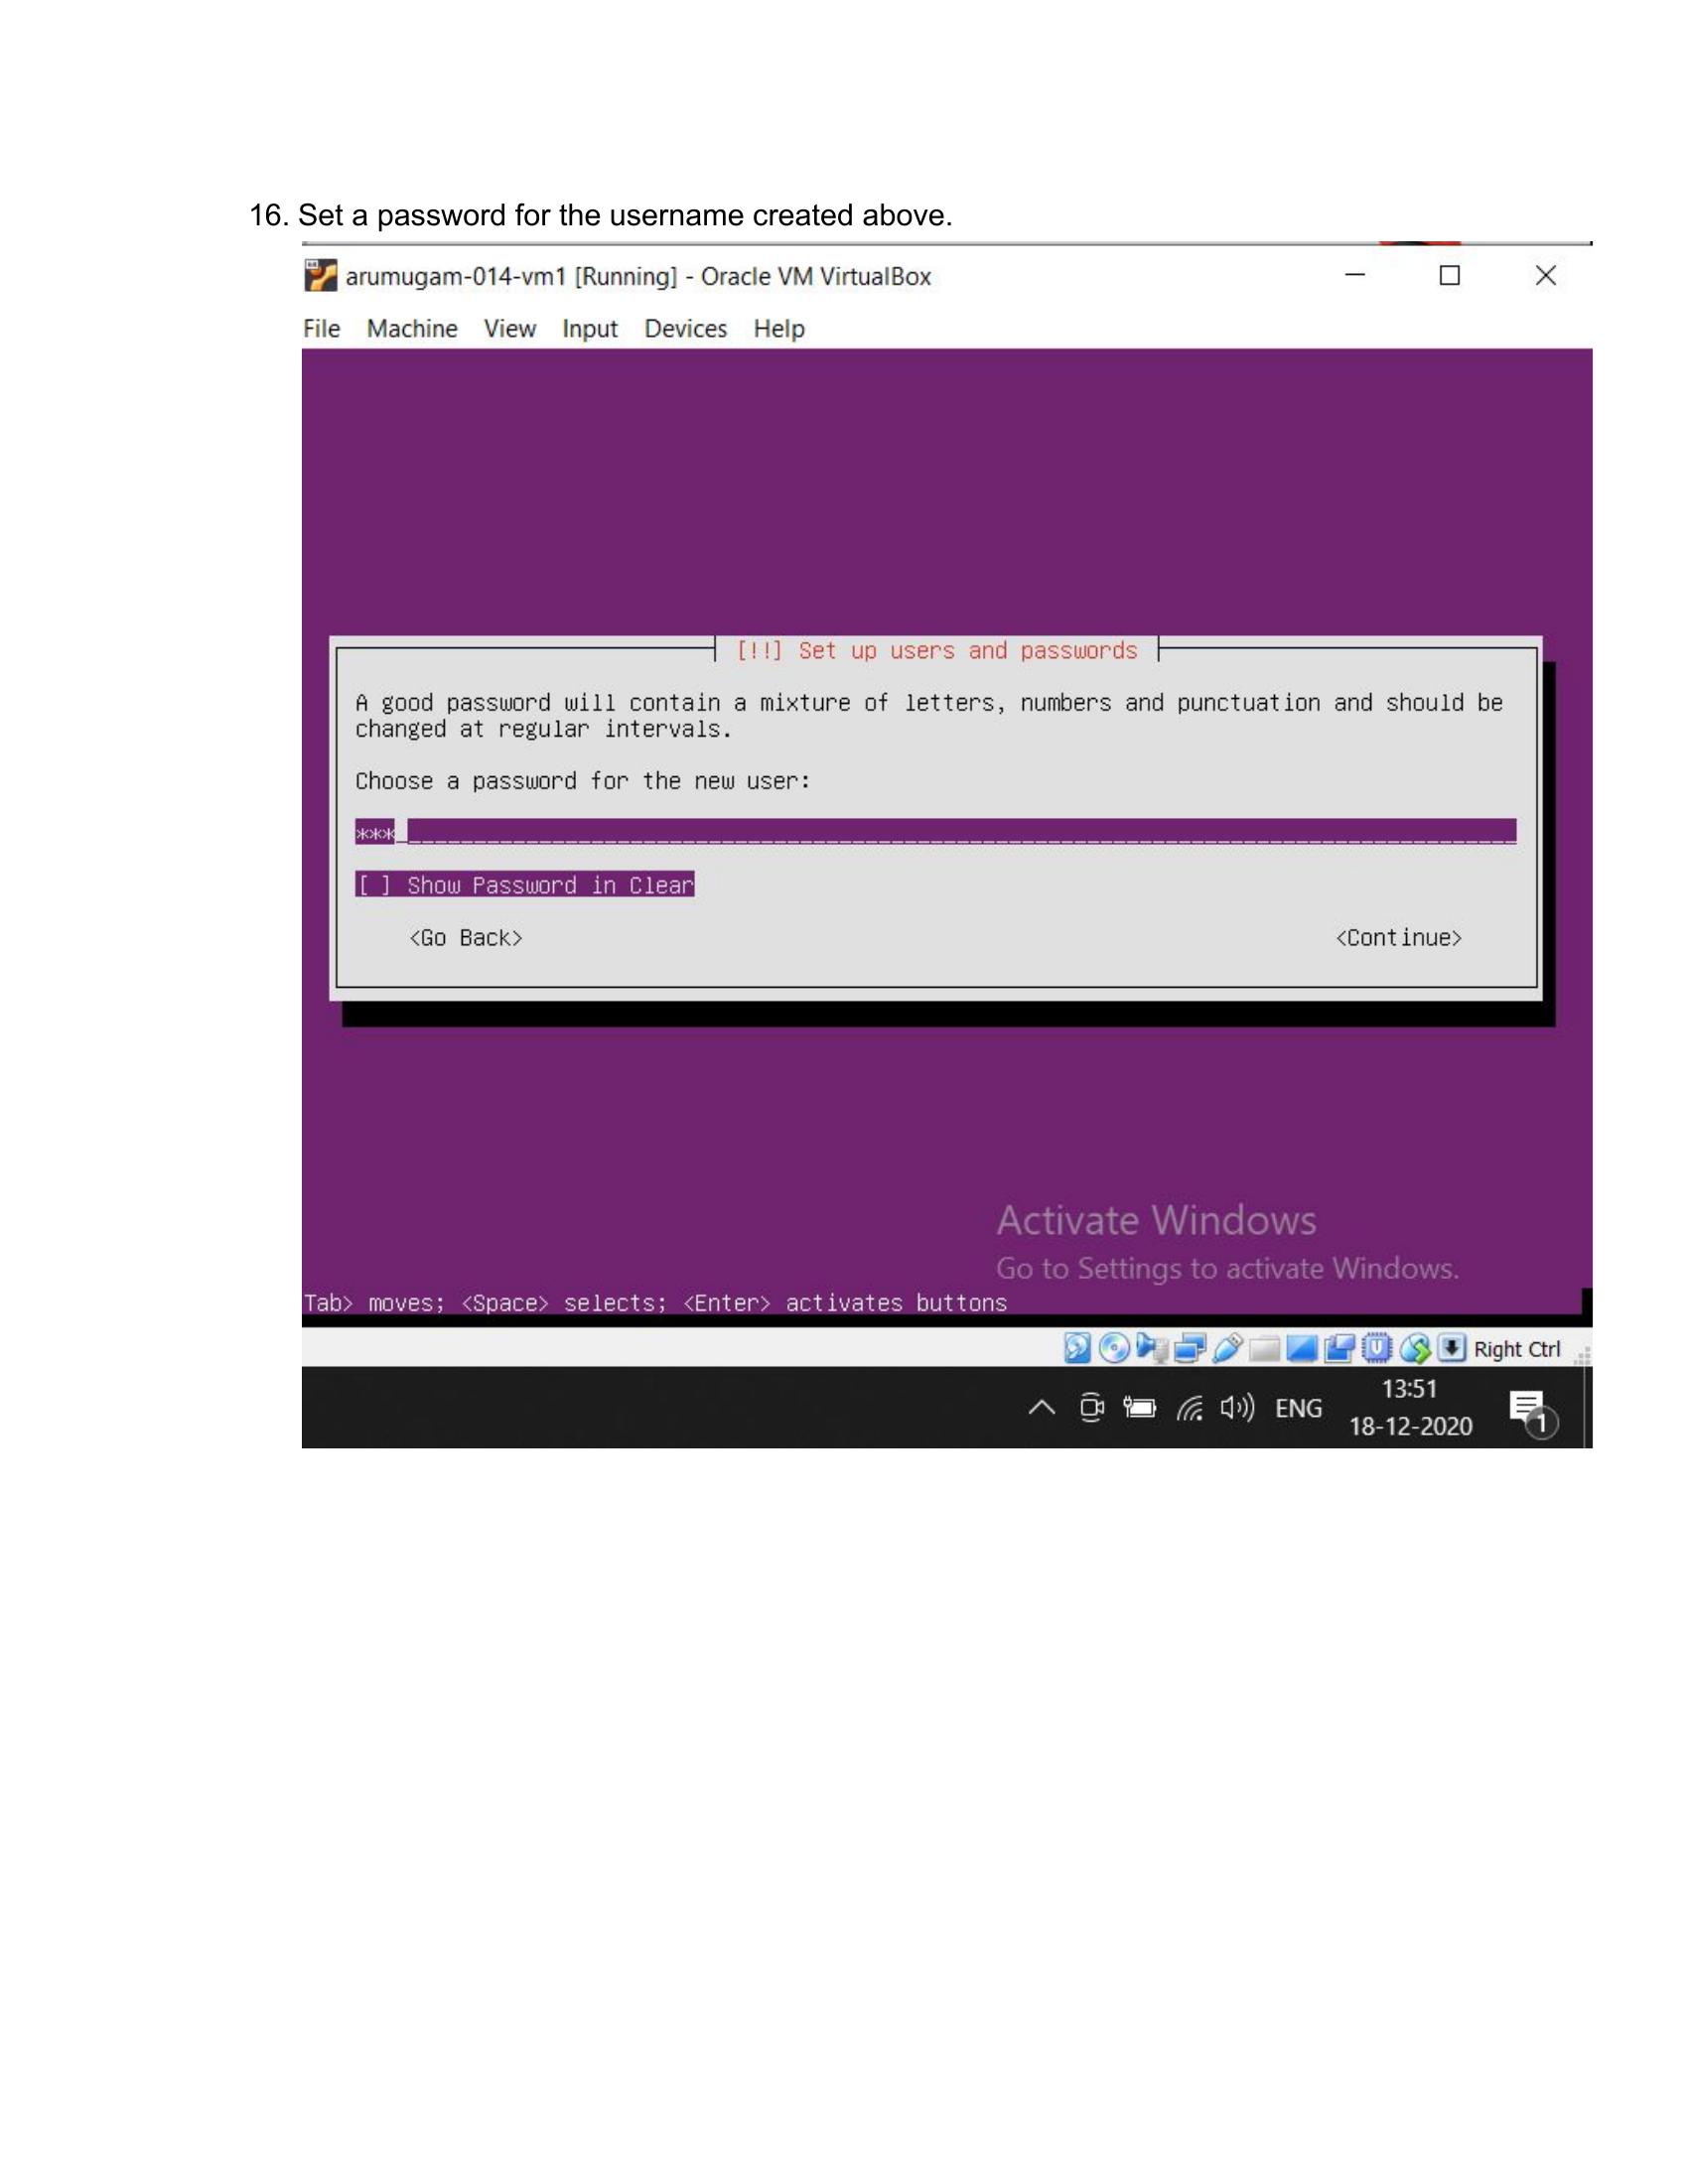 16. Set a password for the username created above.
arumugam-014-vm1 [Running] - Oracle VM VirtualBox
File Machine View Input Devices Help
[!!] Set up users and passwords
A good password will contain a mixture of letters, numbers and punctuation and should be
changed at regular intervals.
Choose a password for the new user:
***
[ ] Show Password in Clear
<Go Back> <Continue>
Activate Windows
Go to Settings to activate Windows.
Tab> moves; <Space> selects; <Enter> activates buttons
Right Ctrl
13:51
ENG
18-12-2020
1